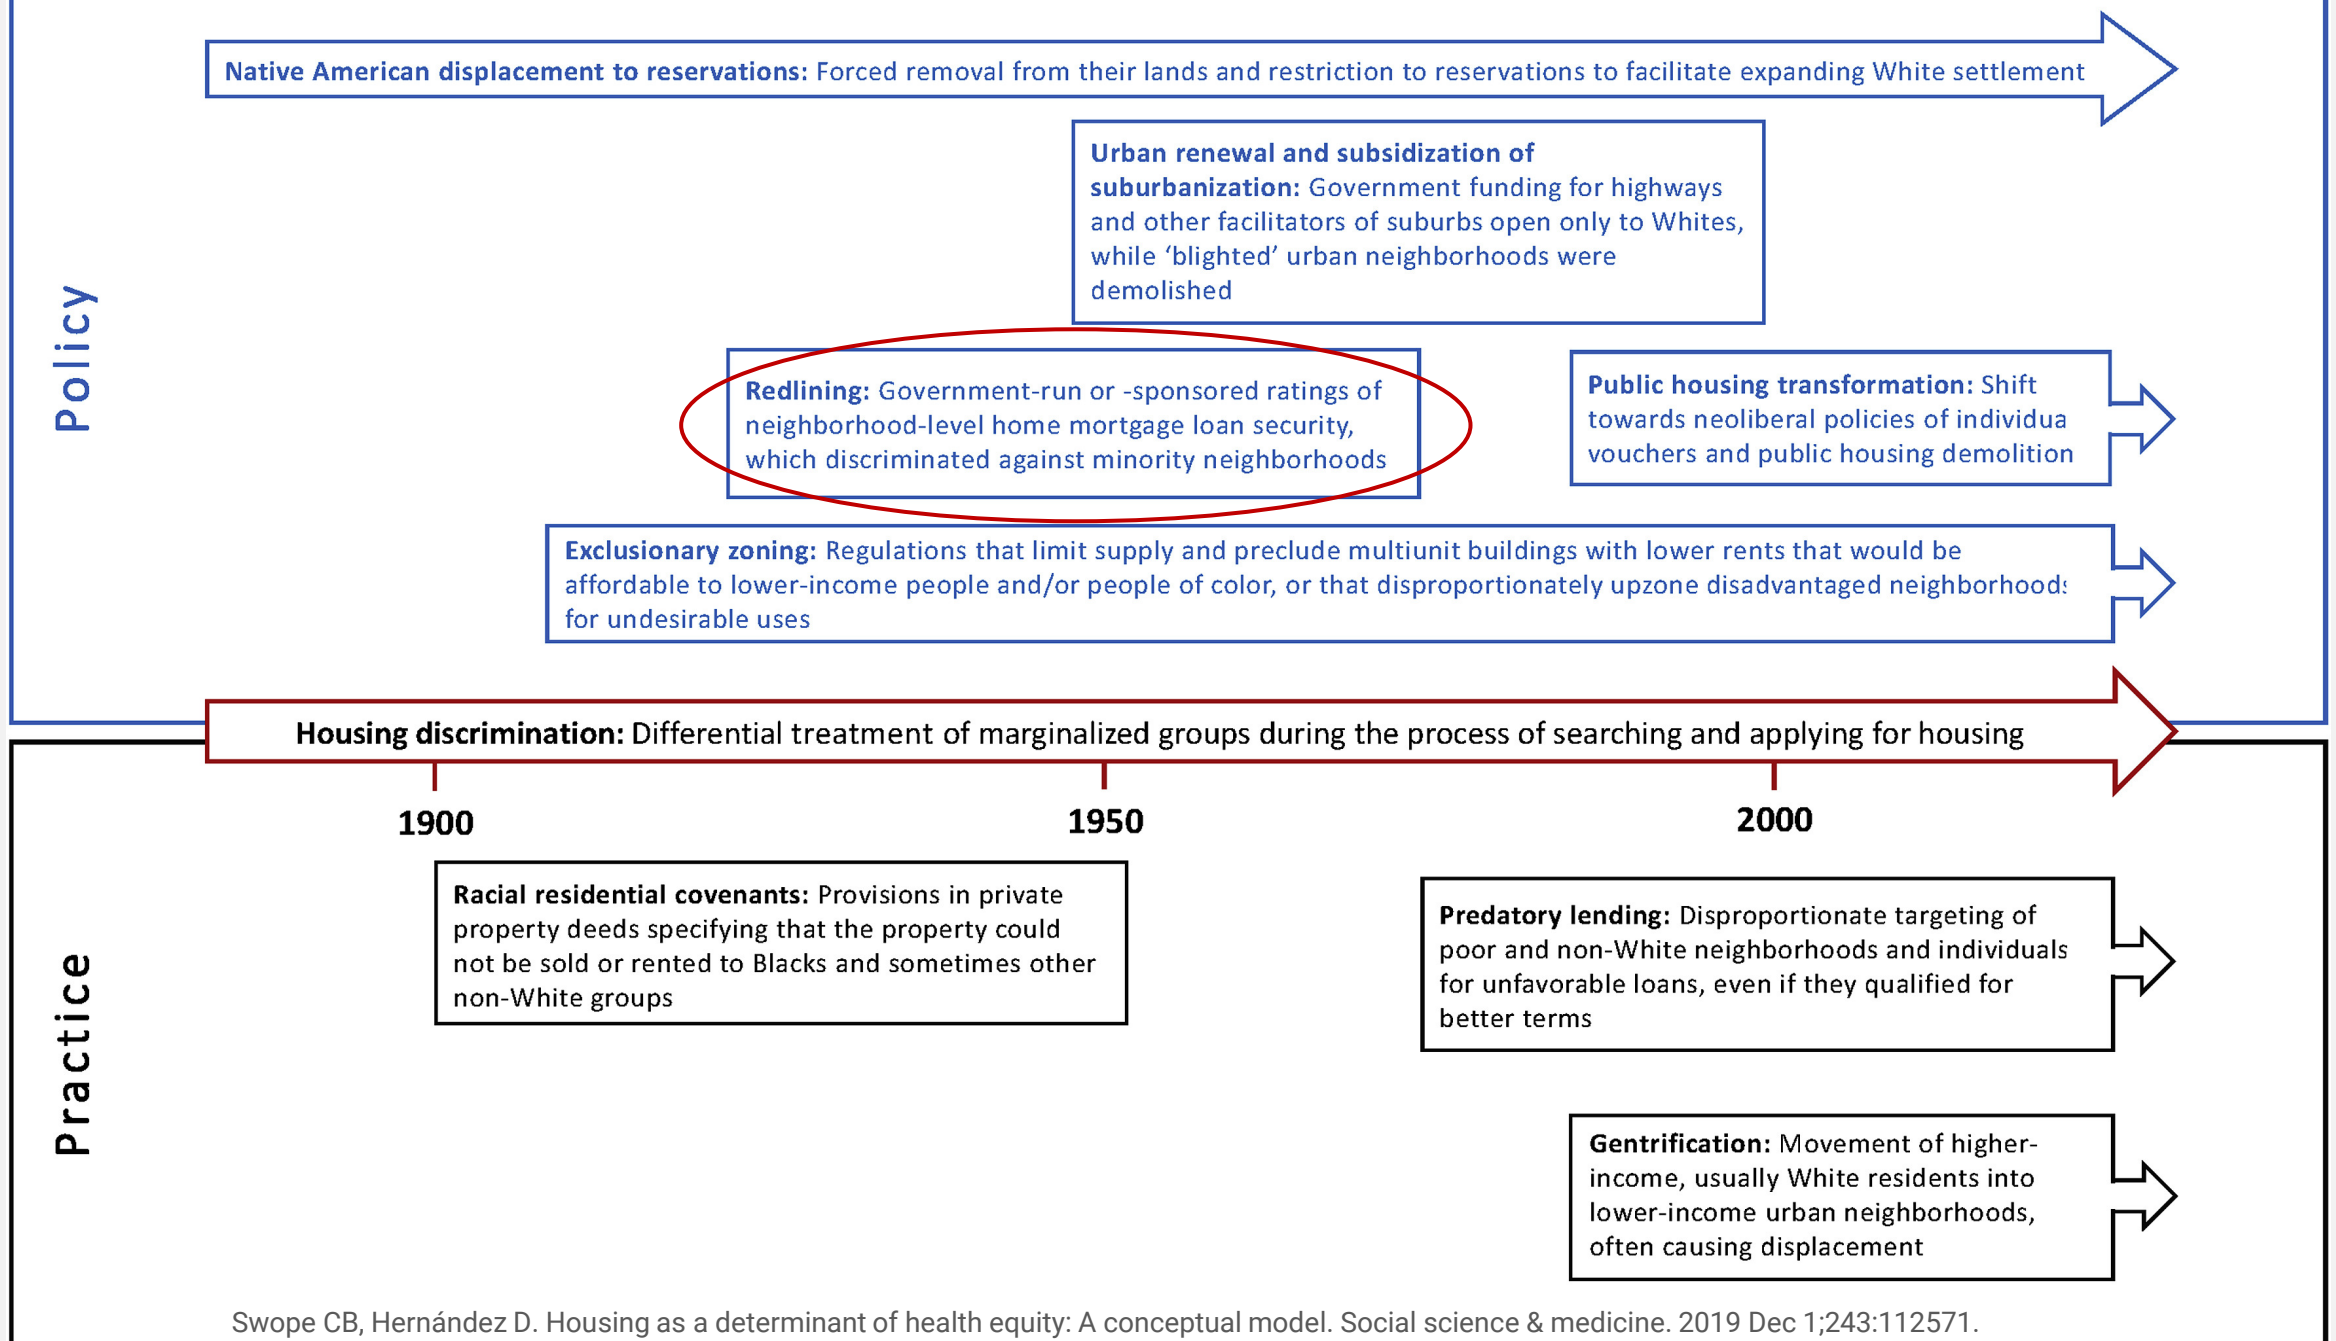 Native American displacement to reservations: Forced removal from their lands and restriction to reservations to facilitate expanding White settlement
Urban renewal and subsidization of
suburbanization: Government funding for highways
and other facilitators of suburbs open only to Whites,
while ‘blighted’ urban neighborhoods were
demolished
Policy
Redlining: Government-run or -sponsored ratings of
neighborhood-level home mortgage loan security,
which discriminated against minority neighborhoods
Public housing transformation: Shift
towards neoliberal policies of individua
vouchers and public housing demolition
Exclusionary zoning: Regulations that limit supply and preclude multiunit buildings with lower rents that would be
affordable to lower-income people and/or people of color, or that disproportionately upzone disadvantaged neighborhoods
for undesirable uses
Housing discrimination: Differential treatment of marginalized groups during the process of searching and applying for housing
1900
1950
2000
Practice
Racial residential covenants: Provisions in private
property deeds specifying that the property could
not be sold or rented to Blacks and sometimes other
non-White groups
Predatory lending: Disproportionate targeting of
poor and non-White neighborhoods and individuals
for unfavorable loans, even if they qualified for
better terms
Gentrification: Movement of higher-
income, usually White residents into
lower-income urban neighborhoods,
often causing displacement
Swope CB, Hernández D. Housing as a determinant of health equity: A conceptual model. Social science & medicine. 2019 Dec 1;243:112571.